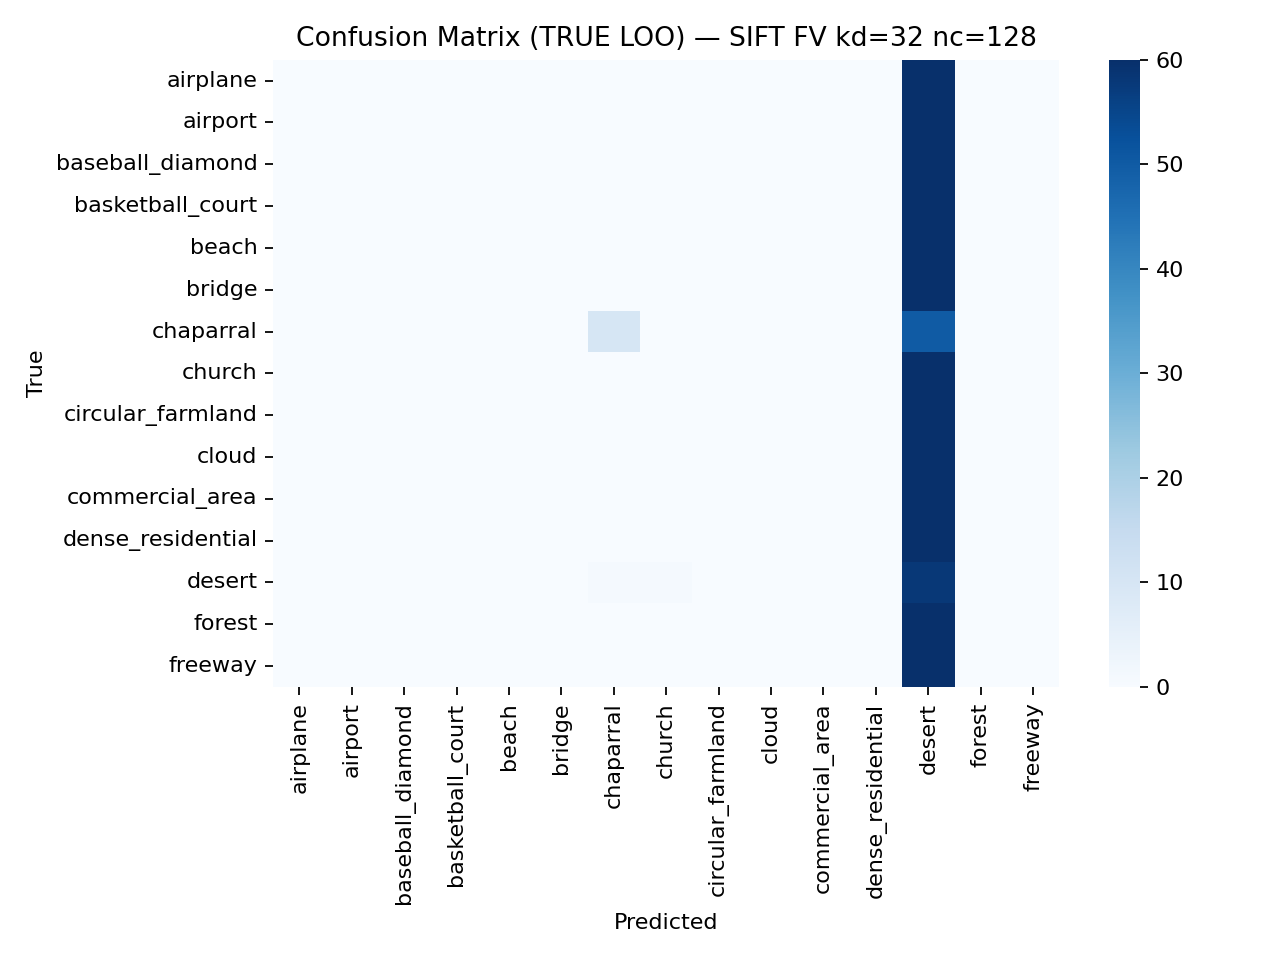 Confusion Matrix (TRUE LOO) — SIFT FV kd=32 nc=128
True
airplane
airport
baseball_diamond
basketball_court
beach
bridge
chaparral
church
circular_farmland
cloud
commercial_area
dense_residential
desert
forest
freeway
airplane
airport
baseball_diamond
basketball_court
beach
bridge
chaparral
church
circular_farmland
cloud
commercial_area
dense_residential
desert
forest
freeway
Predicted
60
50
40
30
20
10
0